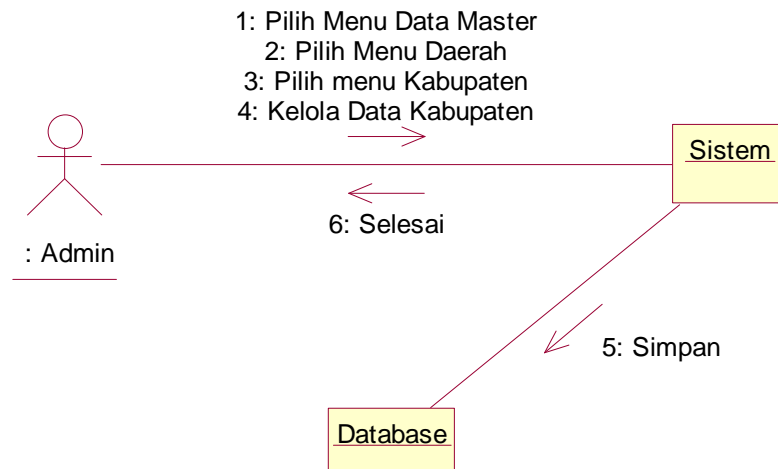 1: Pilih Menu Data Master
2: Pilih Menu Daerah
3: Pilih menu Kabupaten
4: Kelola Data Kabupaten
Sistem
6: Selesai
: Admin
5: Simpan
Database